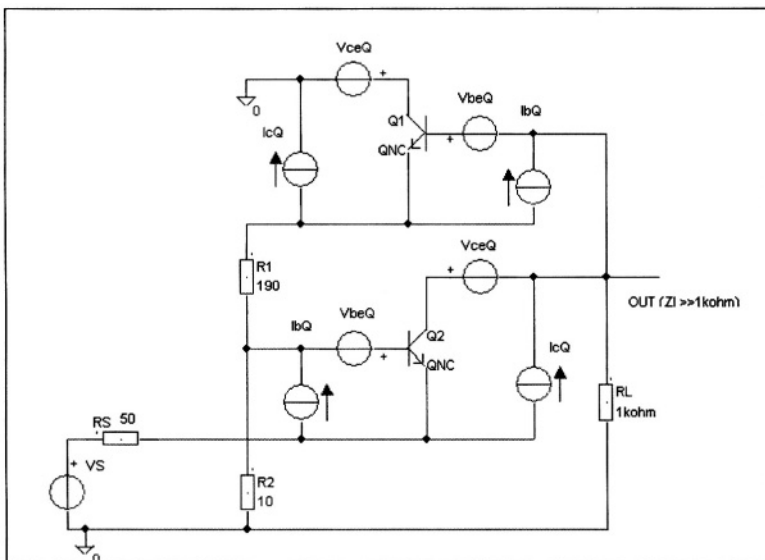 VceQ
+
0
Q1
VbeQ
IbQ
IcQ
QNC
+
R1
190
VceQ
+
OUT (Zl >>1kohm)
IbQ
VbeQ
Q2
+
QNC
IcQ
RL
1kohm
RS 50
+ VS
R2
10
0